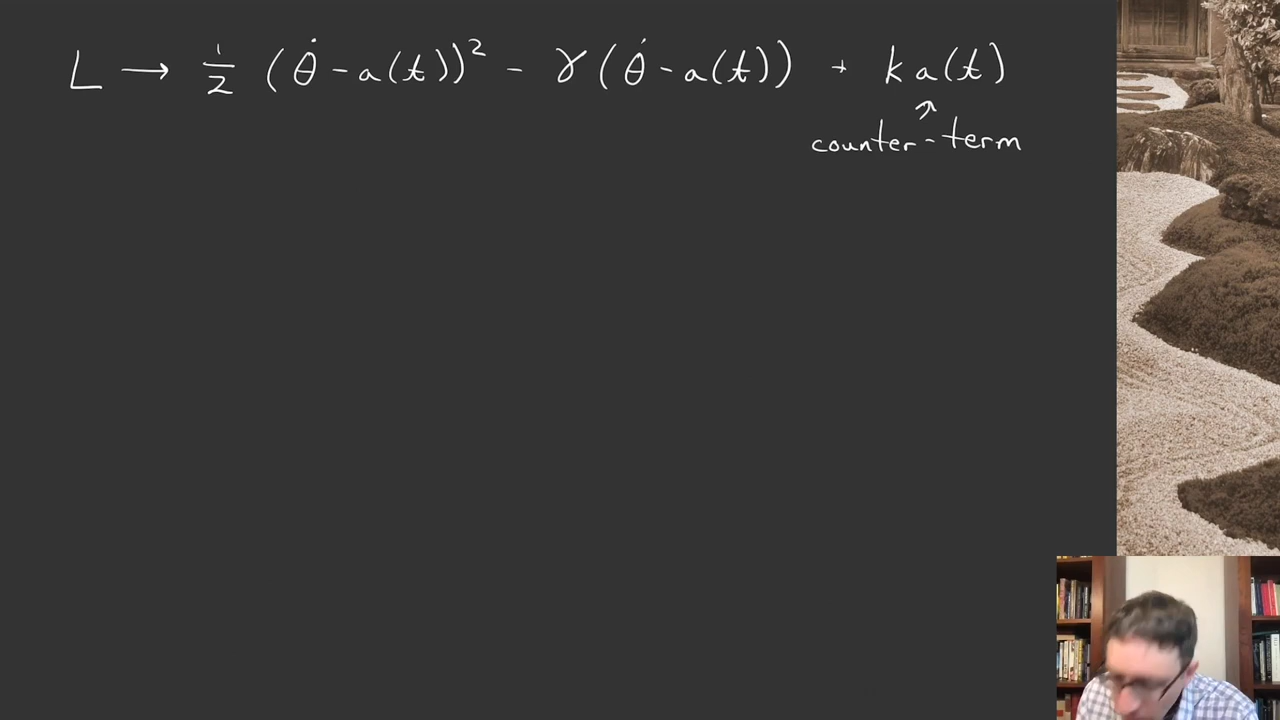 L → 1/2 (θ̇ - a(t))² - γ(θ̇ - a(t)) + k a(t)
↗
counter-term